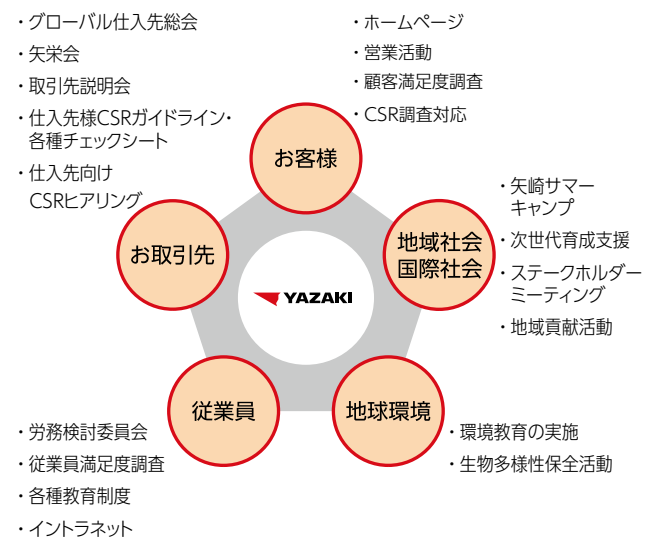 ・グローバル仕入先総会
・矢栄会
・取引先説明会
・仕入先様CSRガイドライン・
各種チェックシート
・仕入先向け
CSRヒアリング
・ホームページ
・営業活動
・顧客満足度調査
・CSR調査対応
お客様
お取引先
地域社会
国際社会
YAZAKI
従業員
地球環境
・矢崎サマー
キャンプ
・次世代育成支援
・ステークホルダー
ミーティング
・地域貢献活動
・労務検討委員会
・従業員満足度調査
・各種教育制度
・イントラネット
・環境教育の実施
・生物多様性保全活動